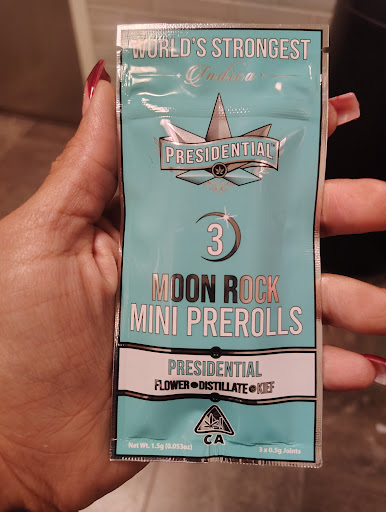 WORLD'S STRONGEST
Indica
PRESIDENTIAL
3
MOON ROCK
MINI PREROLLS
PRESIDENTIAL
FLOWER DISTILLATE KIEF
CA
Net Wt. 1.5g (0.053oz) 3 x 0.5g Joints